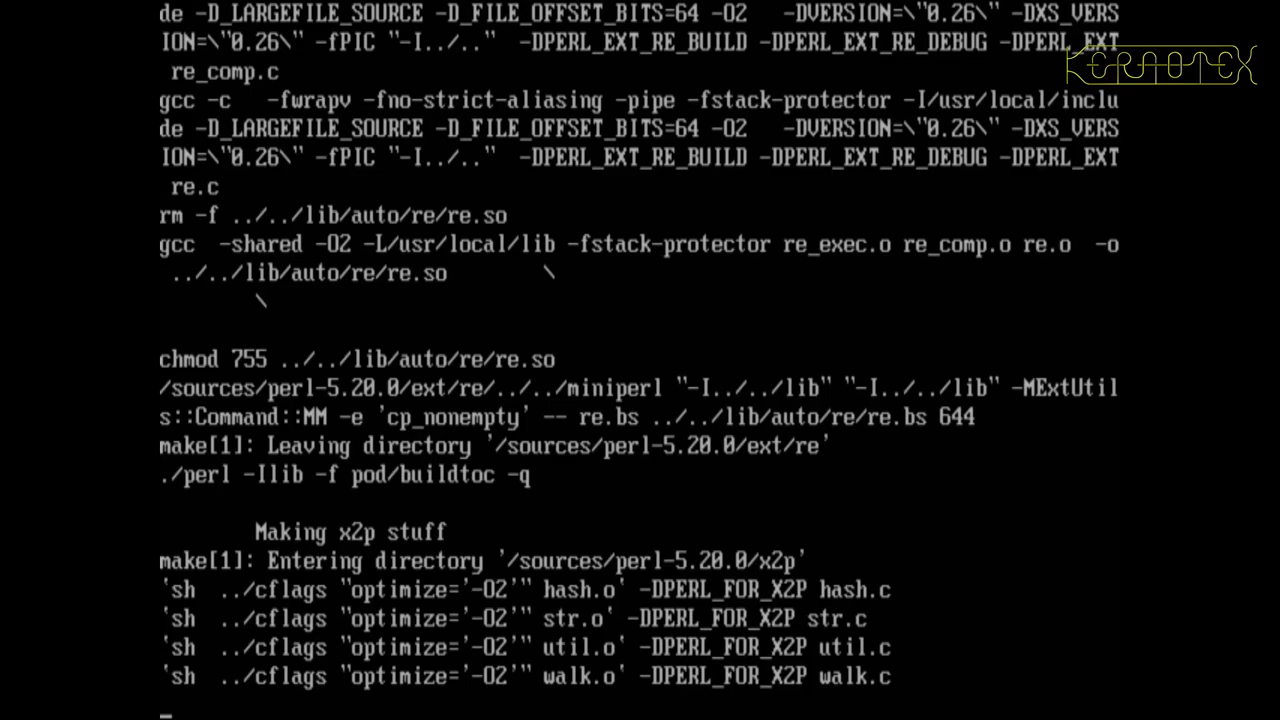 de -D_LARGEFILE_SOURCE -D_FILE_OFFSET_BITS=64 -O2   -DVERSION=\"0.26\" -DXS_VERS
ION=\"0.26\" -fPIC "-I../.."  -DPERL_EXT_RE_BUILD -DPERL_EXT_RE_DEBUG -DPERL_EXT
 re_comp.c
KERNOTEX
gcc -c   -fwrapv -fno-strict-aliasing -pipe -fstack-protector -I/usr/local/inclu
de -D_LARGEFILE_SOURCE -D_FILE_OFFSET_BITS=64 -O2   -DVERSION=\"0.26\" -DXS_VERS
ION=\"0.26\" -fPIC "-I../.."  -DPERL_EXT_RE_BUILD -DPERL_EXT_RE_DEBUG -DPERL_EXT
 re.c
rm -f ../../lib/auto/re/re.so
gcc  -shared -O2 -L/usr/local/lib -fstack-protector re_exec.o re_comp.o re.o  -o
 ../../lib/auto/re/re.so        \
        \
chmod 755 ../../lib/auto/re/re.so
/sources/perl-5.20.0/ext/re/../../miniperl "-I../../lib" "-I../../lib" -MExtUtil
s::Command::MM -e 'cp_nonempty' -- re.bs ../../lib/auto/re/re.bs 644
make[1]: Leaving directory '/sources/perl-5.20.0/ext/re'
./perl -Ilib -f pod/buildtoc -q
        Making x2p stuff
make[1]: Entering directory '/sources/perl-5.20.0/x2p'
`sh  ../cflags "optimize='-O2'" hash.o` -DPERL_FOR_X2P hash.c
`sh  ../cflags "optimize='-O2'" str.o` -DPERL_FOR_X2P str.c
`sh  ../cflags "optimize='-O2'" util.o` -DPERL_FOR_X2P util.c
`sh  ../cflags "optimize='-O2'" walk.o` -DPERL_FOR_X2P walk.c